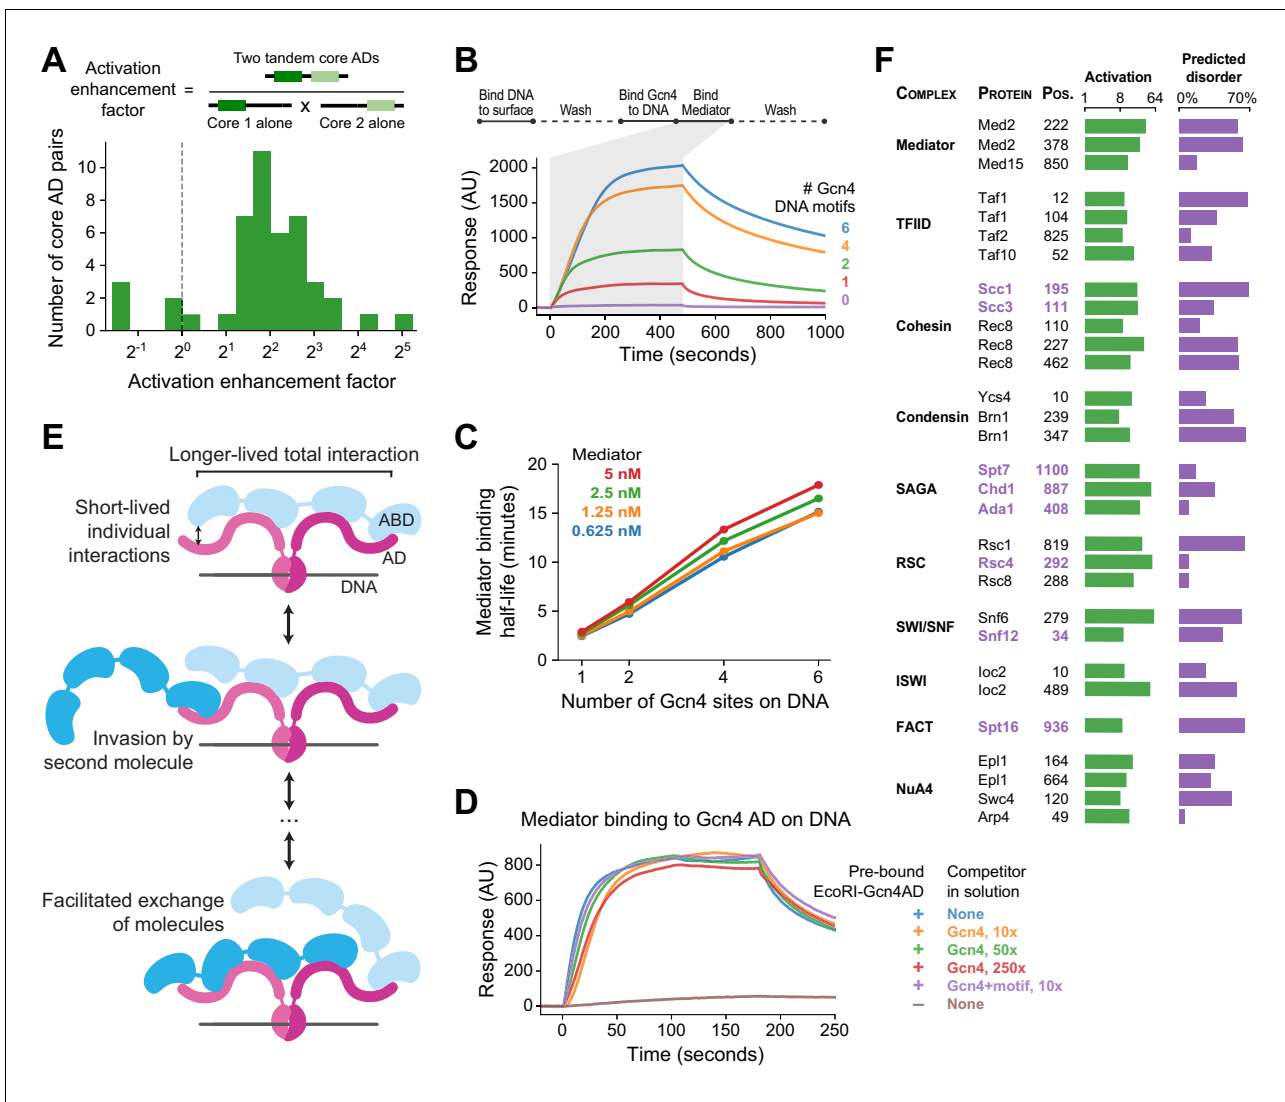 A
Activation
enhancement
factor
=
Two tandem core ADs
x
Core 1 alone
Core 2 alone
Number of core AD pairs
10
8
6
4
2
0
2-1
20
21
22
23
24
25
Activation enhancement factor
B
Bind DNA
to surface
Wash
Bind Gcn4
to DNA
Bind
Mediator
Wash
Response (AU)
2000
1500
1000
500
0
# Gcn4
DNA motifs
6
4
2
1
0
0 200 400 600 800 1000
Time (seconds)
C
Mediator binding
half-life (minutes)
20
15
10
5
0
Mediator
5 nM
2.5 nM
1.25 nM
0.625 nM
1 2 4 6
Number of Gcn4 sites on DNA
D
Mediator binding to Gcn4 AD on DNA
Response (AU)
800
600
400
200
0
0 50 100 150 200 250
Time (seconds)
Pre-bound
EcoRI-Gcn4AD
Competitor
in solution
+ None
+ Gcn4, 10x
+ Gcn4, 50x
+ Gcn4, 250x
+ Gcn4+motif, 10x
− None
E
Longer-lived total interaction
Short-lived
individual
interactions
ABD
AD
DNA
Invasion by
second molecule
...
Facilitated exchange
of molecules
F
COMPLEX PROTEIN POS.
Activation
1 8 64
Predicted
disorder
0% 70%
Mediator
Med2 222
Med2 378
Med15 850
TFIID
Taf1 12
Taf1 104
Taf2 825
Taf10 52
Cohesin
Scc1 195
Scc3 111
Rec8 110
Rec8 227
Rec8 462
Condensin
Ycs4 10
Brn1 239
Brn1 347
SAGA
Spt7 1100
Chd1 887
Ada1 408
RSC
Rsc1 819
Rsc4 292
Rsc8 288
SWI/SNF
Snf6 279
Snf12 34
ISWI
Ioc2 10
Ioc2 489
FACT
Spt16 936
NuA4
Epl1 164
Epl1 664
Swc4 120
Arp4 49